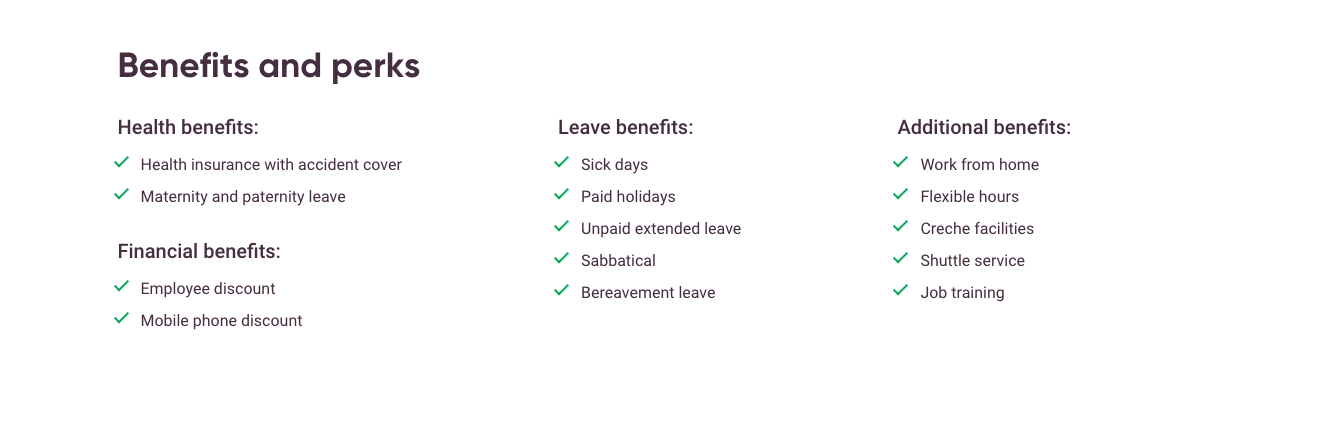 Benefits and perks
Health benefits:
Health insurance with accident cover
Maternity and paternity leave
Financial benefits:
Employee discount
Mobile phone discount
Leave benefits:
Sick days
Paid holidays
Unpaid extended leave
Sabbatical
Bereavement leave
Additional benefits:
Work from home
Flexible hours
Creche facilities
Shuttle service
Job training